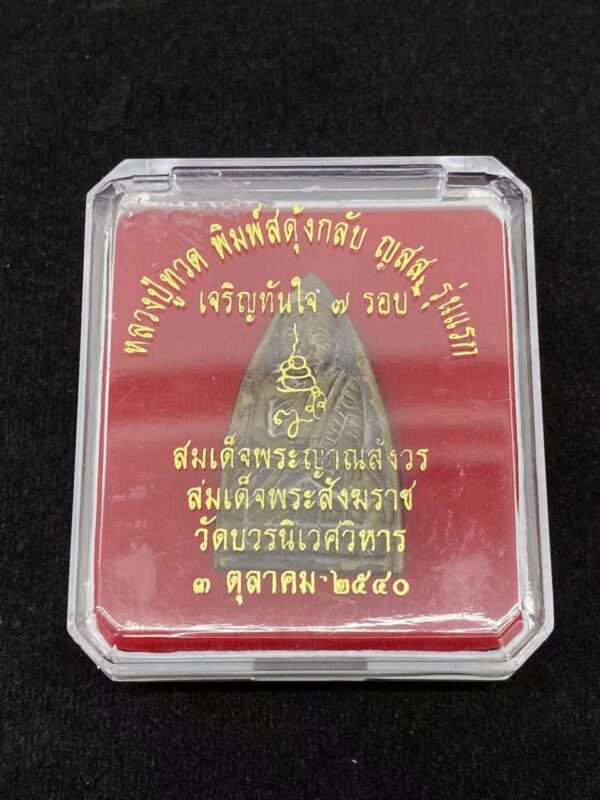 หลวงปู่ทวด พิมพ์สดุ้งกลับ ญสส. รุ่นแรก
เจริญทันใจ ๗ รอบ
สมเด็จพระญาณสังวร
สมเด็จพระสังฆราช
วัดบวรนิเวศวิหาร
๓ ตุลาคม ๒๕๔๐